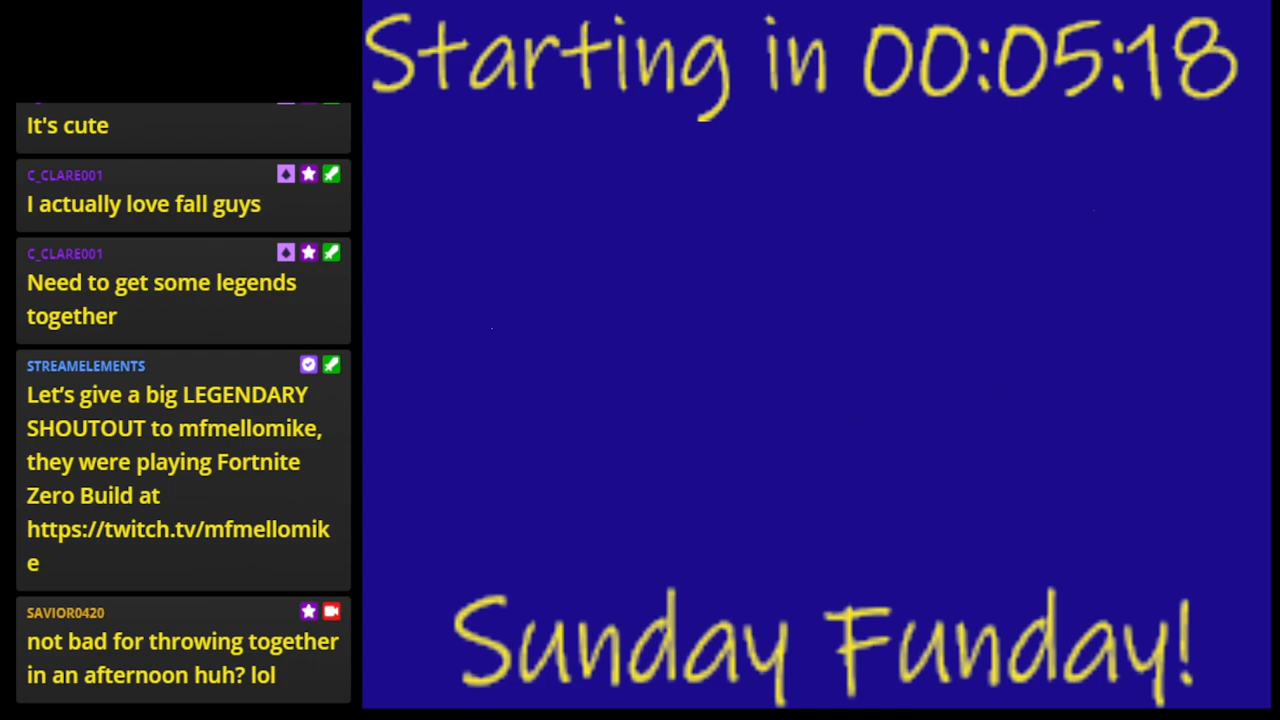 Starting in 00:05:18
It's cute
C_CLARE001
I actually love fall guys
C_CLARE001
Need to get some legends
together
STREAMELEMENTS
Let’s give a big LEGENDARY
SHOUTOUT to mfmellomike,
they were playing Fortnite
Zero Build at
https://twitch.tv/mfmellomik
e
SAVIOR0420
not bad for throwing together
in an afternoon huh? lol
Sunday Funday!